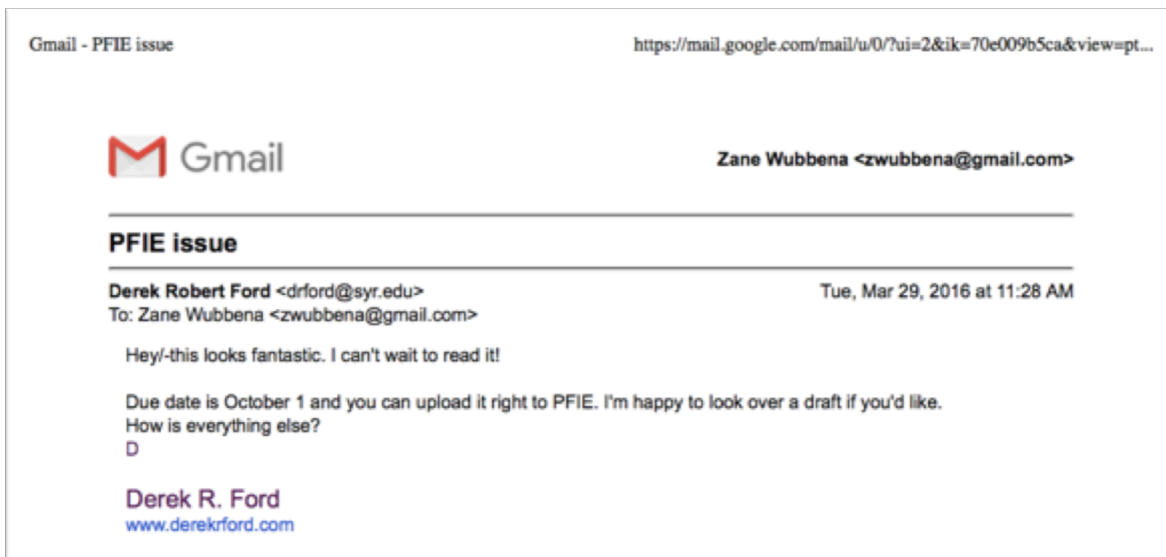 Gmail - PFIE issue https://mail.google.com/mail/u/0/?ui=2&ik=70e009b5ca&view=pt...
Gmail Zane Wubbena <zwubbena@gmail.com>
PFIE issue
Derek Robert Ford <drford@syr.edu> Tue, Mar 29, 2016 at 11:28 AM
To: Zane Wubbena <zwubbena@gmail.com>
Hey/-this looks fantastic. I can't wait to read it!
Due date is October 1 and you can upload it right to PFIE. I'm happy to look over a draft if you'd like.
How is everything else?
D
Derek R. Ford
www.derekrford.com